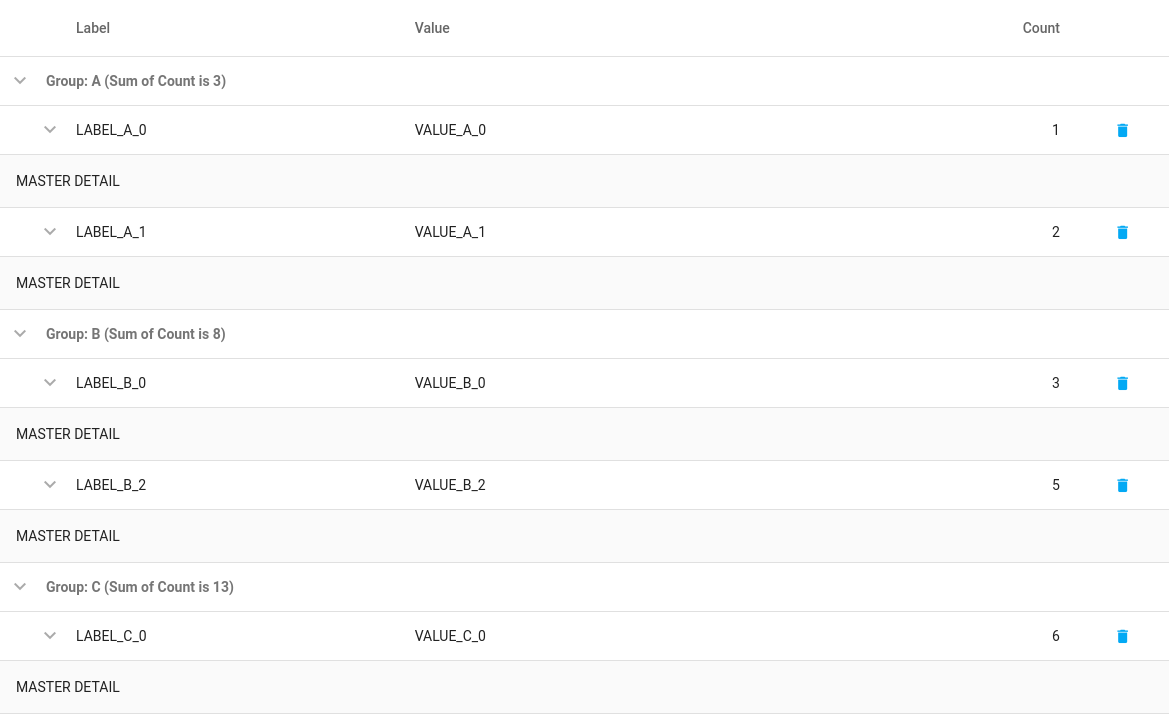 Label Value Count
Group: A (Sum of Count is 3)
LABEL_A_0 VALUE_A_0 1
MASTER DETAIL
LABEL_A_1 VALUE_A_1 2
MASTER DETAIL
Group: B (Sum of Count is 8)
LABEL_B_0 VALUE_B_0 3
MASTER DETAIL
LABEL_B_2 VALUE_B_2 5
MASTER DETAIL
Group: C (Sum of Count is 13)
LABEL_C_0 VALUE_C_0 6
MASTER DETAIL